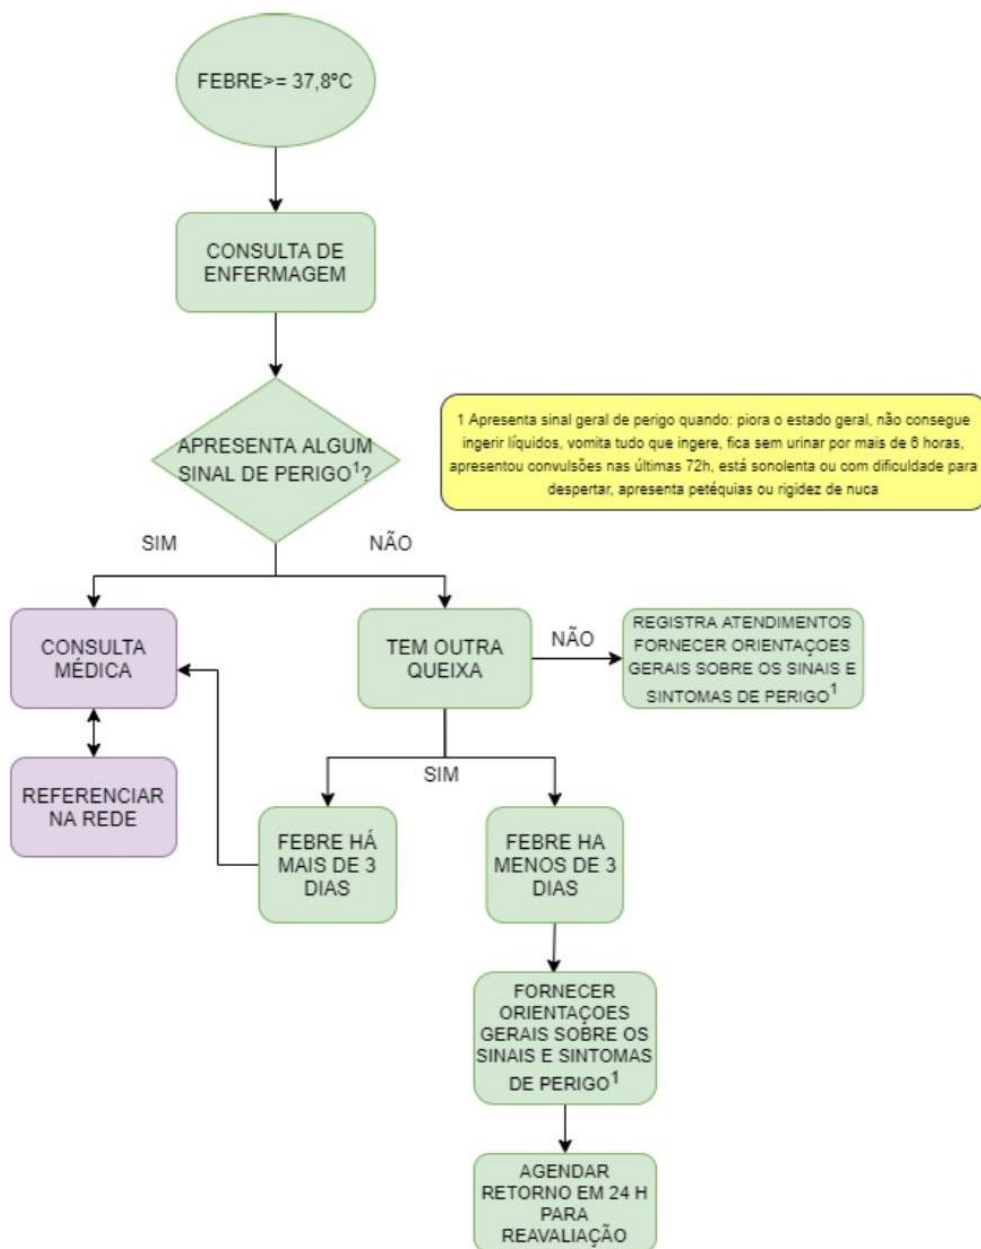 FEBRE>= 37,8ºC
CONSULTA DE
ENFERMAGEM
APRESENTA ALGUM
SINAL DE PERIGO¹?
1 Apresenta sinal geral de perigo quando: piora o estado geral, não consegue
ingerir líquidos, vomita tudo que ingere, fica sem urinar por mais de 6 horas,
apresentou convulsões nas últimas 72h, está sonolenta ou com dificuldade para
despertar, apresenta petéquias ou rigidez de nuca
SIM
NÃO
CONSULTA
MÉDICA
TEM OUTRA
QUEIXA
NÃO
REGISTRA ATENDIMENTOS
FORNECER ORIENTAÇOES
GERAIS SOBRE OS SINAIS E
SINTOMAS DE PERIGO¹
SIM
REFERENCIAR
NA REDE
FEBRE HÁ
MAIS DE 3
DIAS
FEBRE HA
MENOS DE 3
DIAS
FORNECER
ORIENTAÇOES
GERAIS SOBRE OS
SINAIS E SINTOMAS
DE PERIGO¹
AGENDAR
RETORNO EM 24 H
PARA
REAVALIAÇÃO